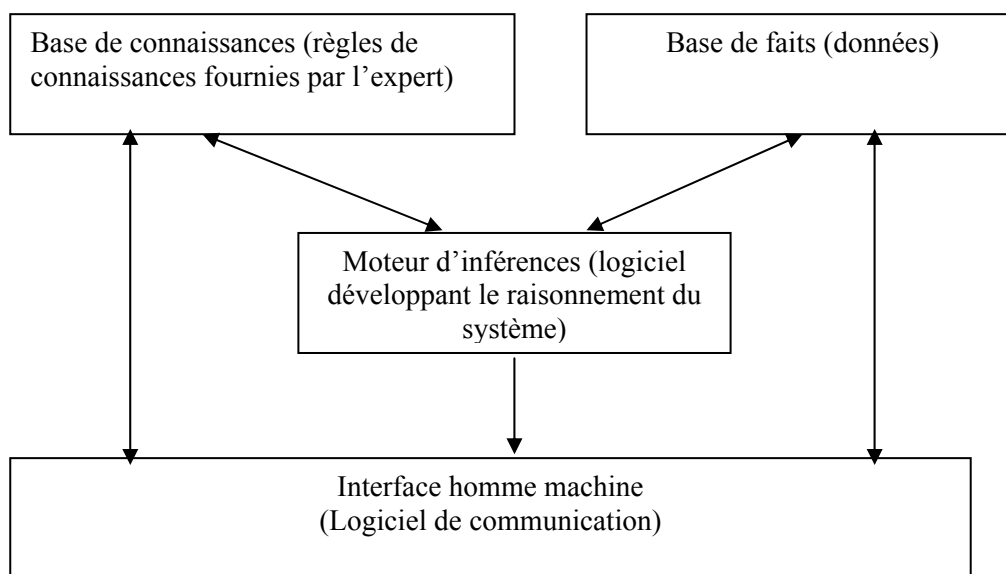 Base de connaissances (règles de
connaissances fournies par l’expert)
Base de faits (données)
Moteur d’inférences (logiciel
développant le raisonnement du
système)
Interface homme machine
(Logiciel de communication)